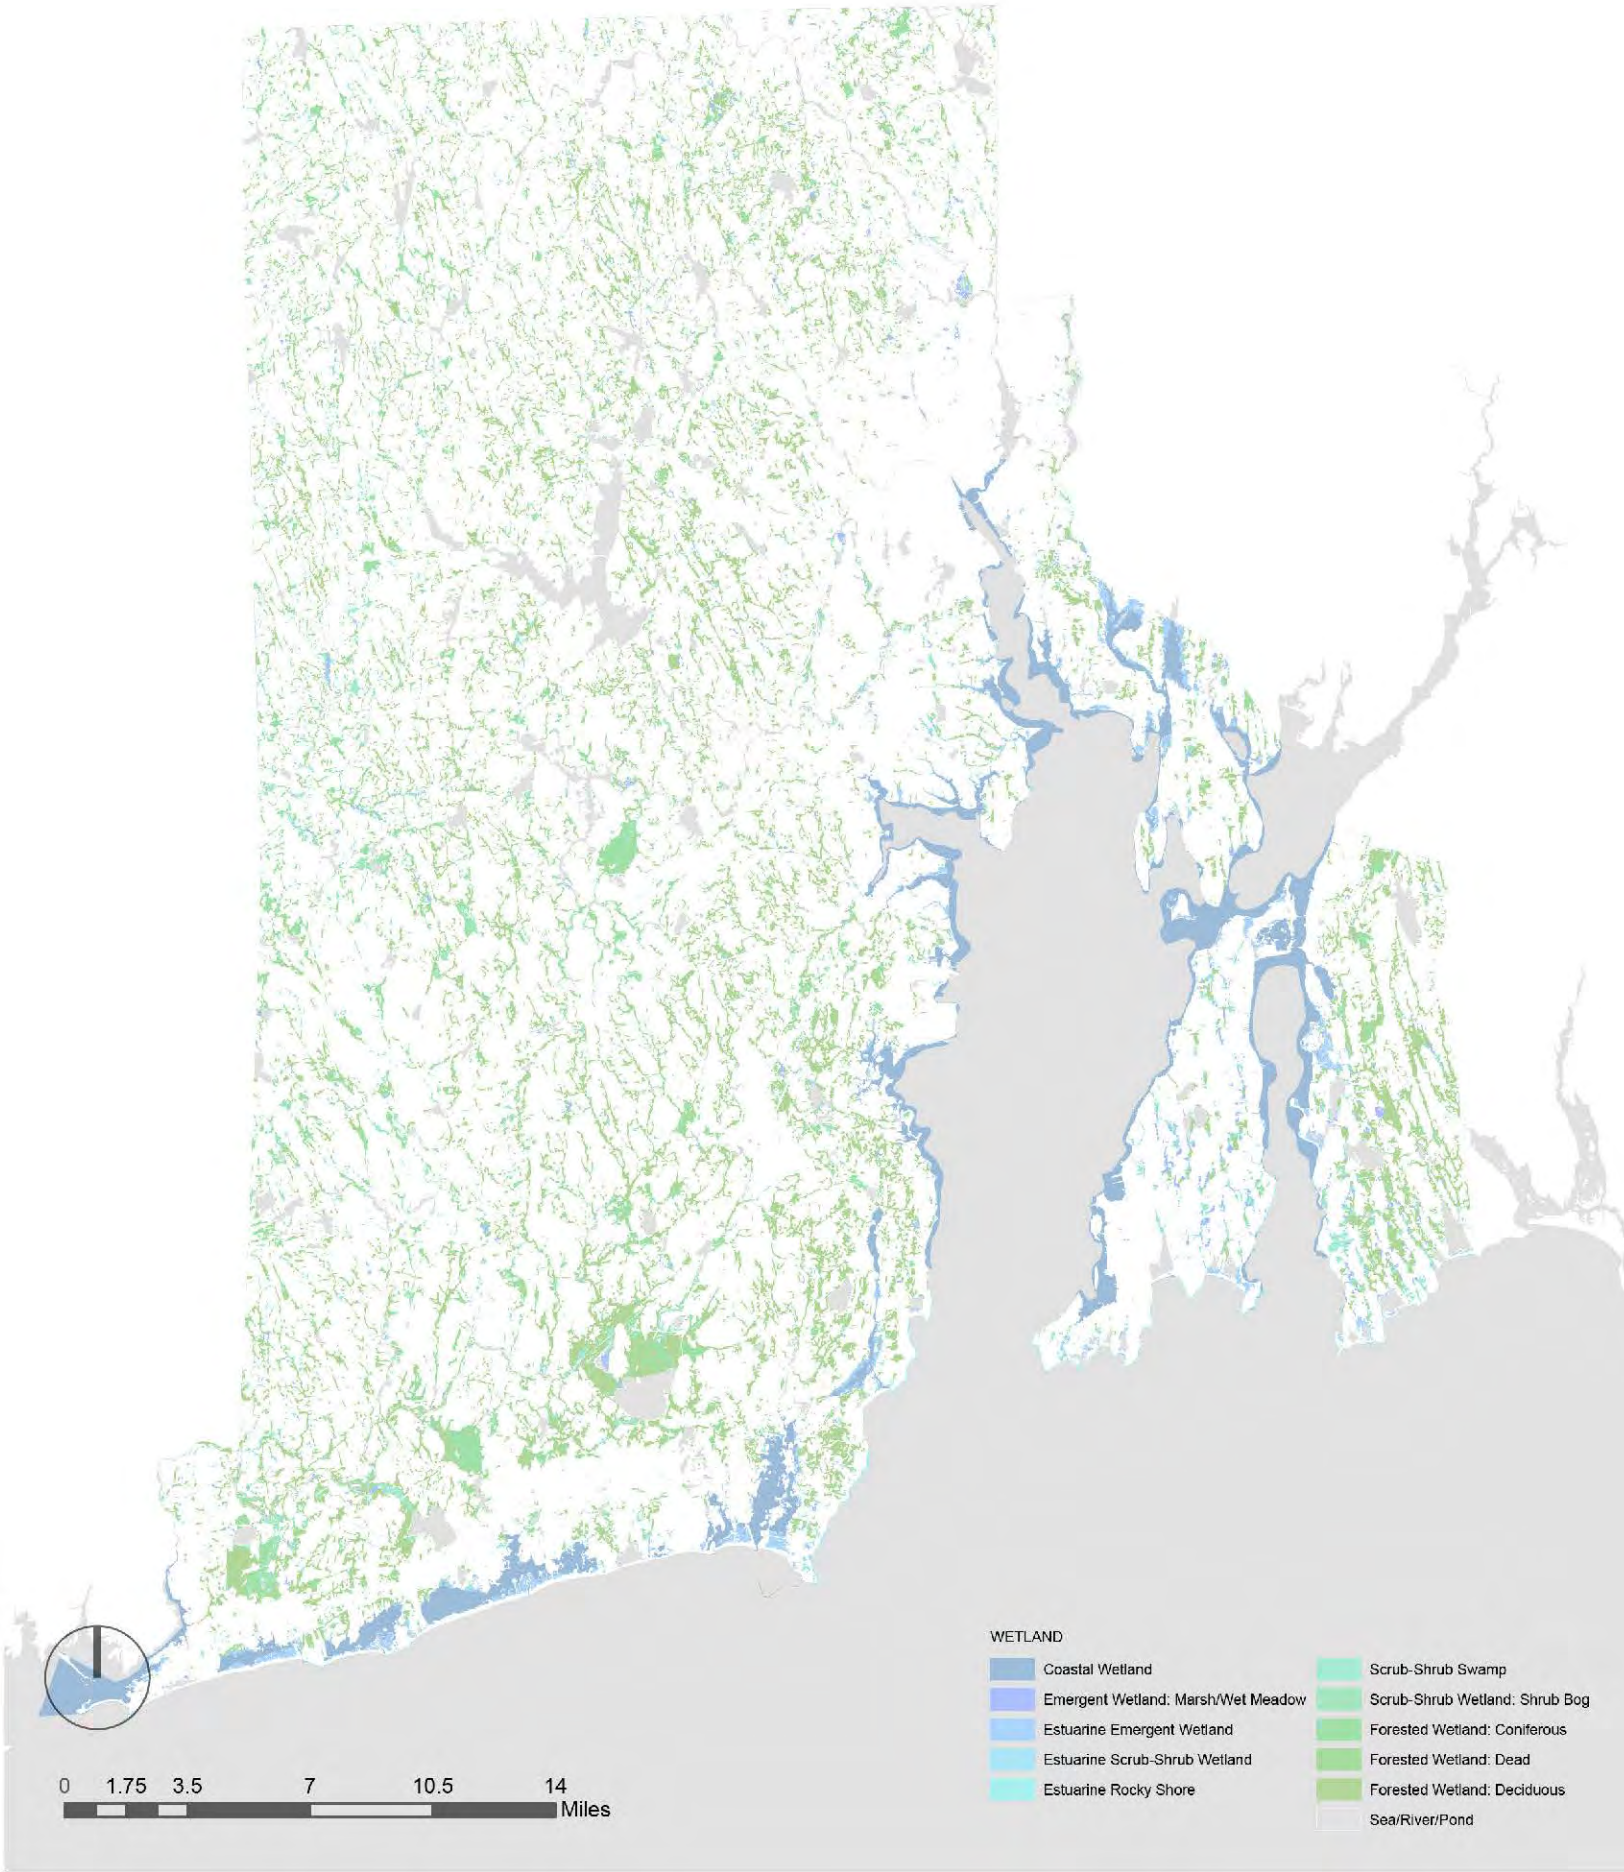 WETLAND
Coastal Wetland
Emergent Wetland: Marsh/Wet Meadow
Estuarine Emergent Wetland
Estuarine Scrub-Shrub Wetland
Estuarine Rocky Shore
Scrub-Shrub Swamp
Scrub-Shrub Wetland: Shrub Bog
Forested Wetland: Coniferous
Forested Wetland: Dead
Forested Wetland: Deciduous
Sea/River/Pond
0 1.75 3.5 7 10.5 14
Miles